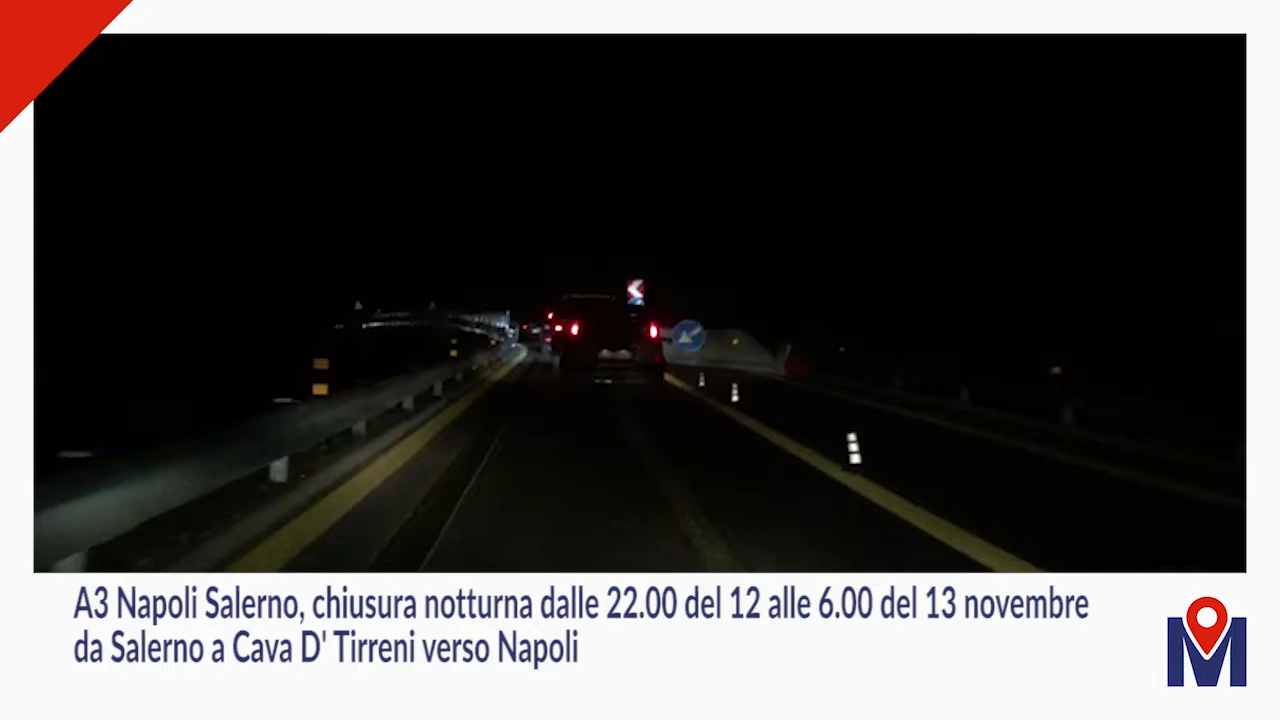 A3 Napoli Salerno, chiusura notturna dalle 22.00 del 12 alle 6.00 del 13 novembre
da Salerno a Cava D' Tirreni verso Napoli
M